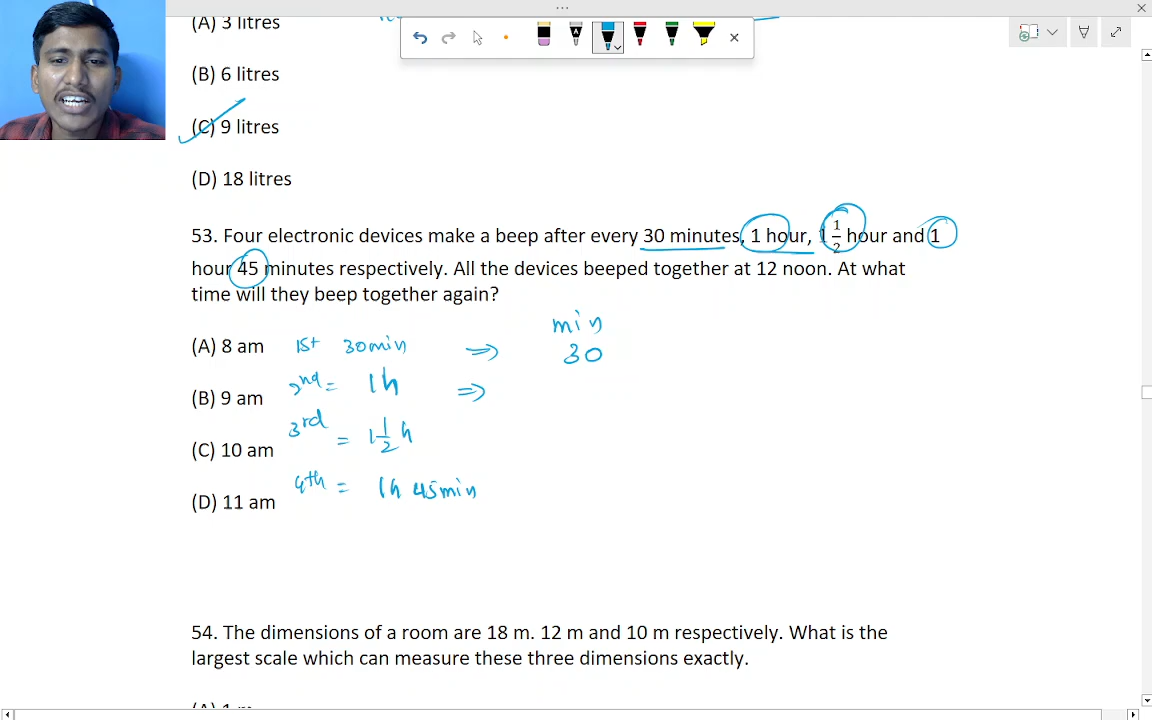 (A) 3 litres
(B) 6 litres
(C) 9 litres
(D) 18 litres
53. Four electronic devices make a beep after every 30 minutes, 1 hour, 1 1/2 hour and 1
hour 45 minutes respectively. All the devices beeped together at 12 noon. At what
time will they beep together again?
min
(A) 8 am 1st 30min ⇒ 30
(B) 9 am 2nd = 1h ⇒
(C) 10 am 3rd = 1 1/2 h
(D) 11 am 4th = 1h 45min
54. The dimensions of a room are 18 m. 12 m and 10 m respectively. What is the
largest scale which can measure these three dimensions exactly.